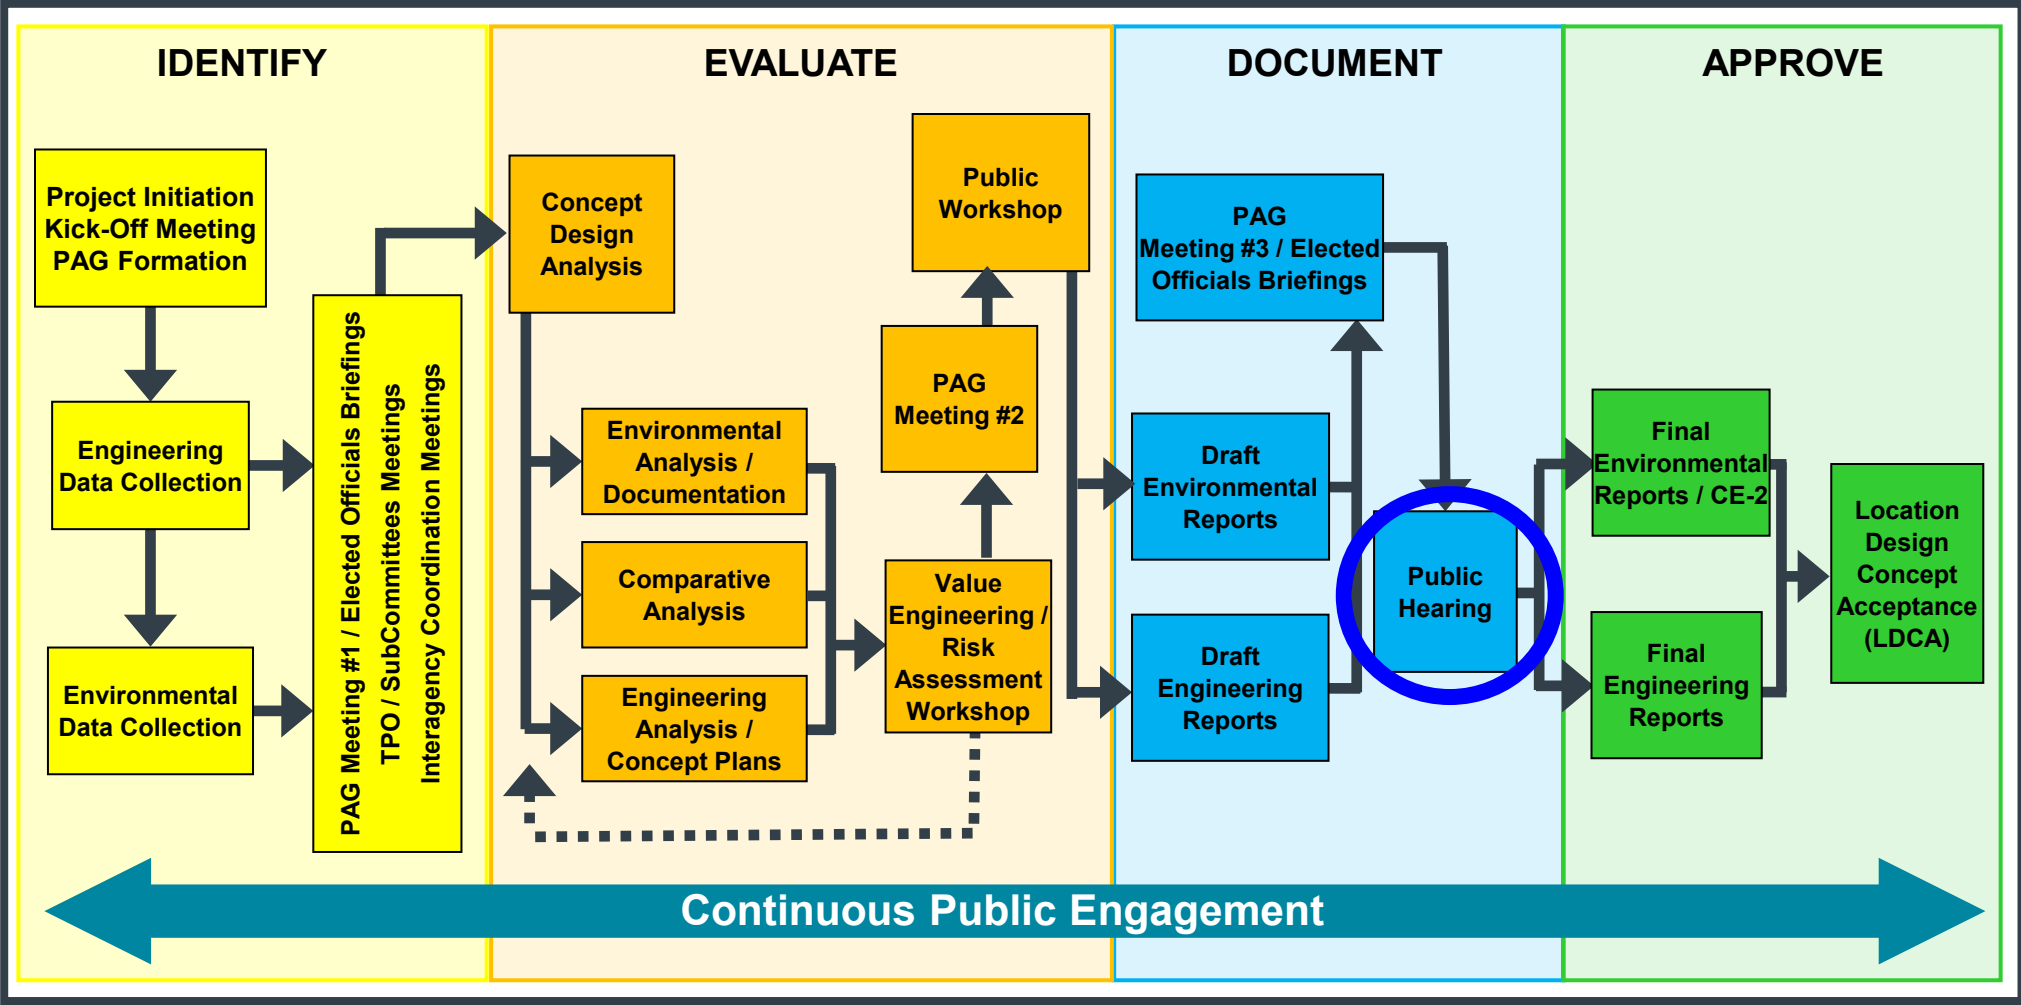 IDENTIFY
EVALUATE
DOCUMENT
APPROVE
Project Initiation
Kick-Off Meeting
PAG Formation
Engineering
Data Collection
Environmental
Data Collection
PAG Meeting #1 / Elected Officials Briefings
TPO / SubCommittees Meetings
Interagency Coordination Meetings
Concept
Design
Analysis
Environmental
Analysis /
Documentation
Comparative
Analysis
Engineering
Analysis /
Concept Plans
Public
Workshop
PAG
Meeting #2
Value
Engineering /
Risk
Assessment
Workshop
PAG
Meeting #3 / Elected
Officials Briefings
Draft
Environmental
Reports
Draft
Engineering
Reports
Public
Hearing
Final
Environmental
Reports / CE-2
Final
Engineering
Reports
Location
Design
Concept
Acceptance
(LDCA)
Continuous Public Engagement